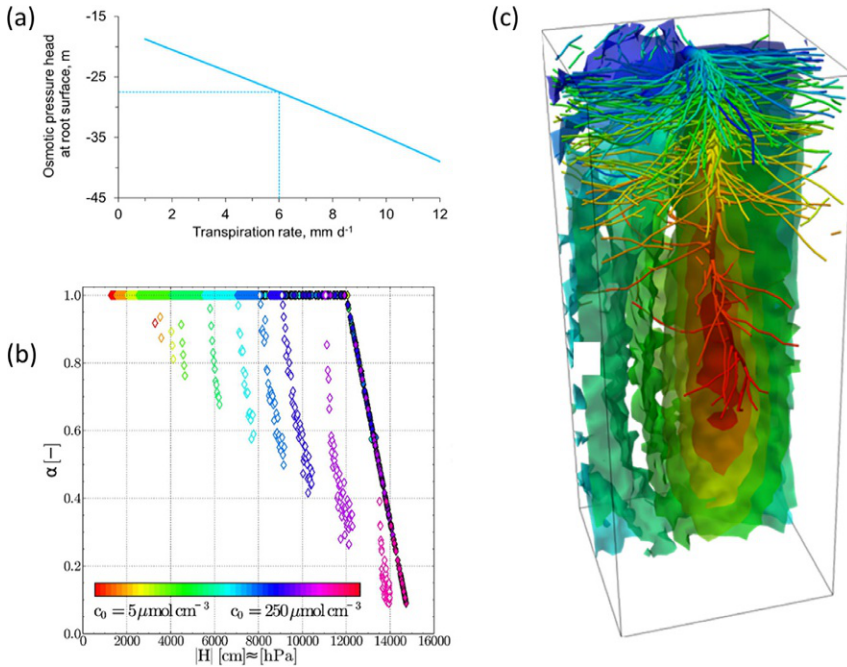 (a)
Osmotic pressure head
at root surface, m
-15
-25
-35
-45
0 2 4 6 8 10 12
Transpiration rate, mm d-1
(b)
α [−]
1.0
0.8
0.6
0.4
0.2
0.0
c₀ = 5 μmol cm⁻³ c₀ = 250 μmol cm⁻³
0 2000 4000 6000 8000 10000 12000 14000 16000
|H| [cm]≈[hPa]
(c)